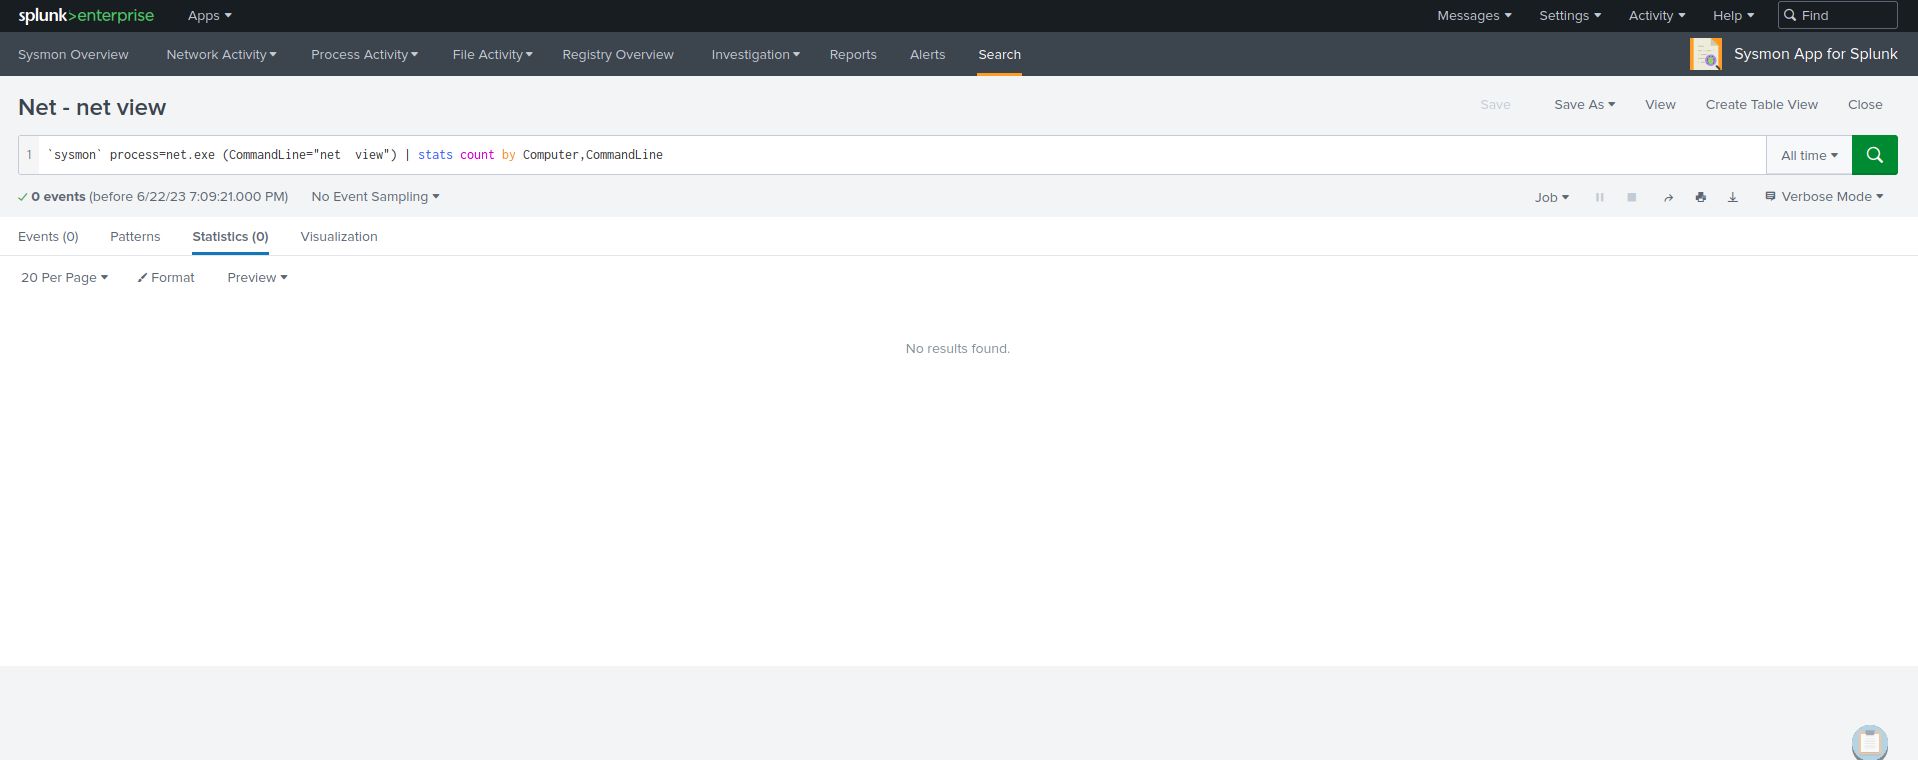 splunk>enterprise Apps Messages Settings Activity Help Find
Sysmon Overview Network Activity Process Activity File Activity Registry Overview Investigation Reports Alerts Search Sysmon App for Splunk
Net - net view Save Save As View Create Table View Close
1 `sysmon` process=net.exe (CommandLine="net  view") | stats count by Computer,CommandLine All time
0 events (before 6/22/23 7:09:21.000 PM) No Event Sampling Job Verbose Mode
Events (0) Patterns Statistics (0) Visualization
20 Per Page Format Preview
No results found.